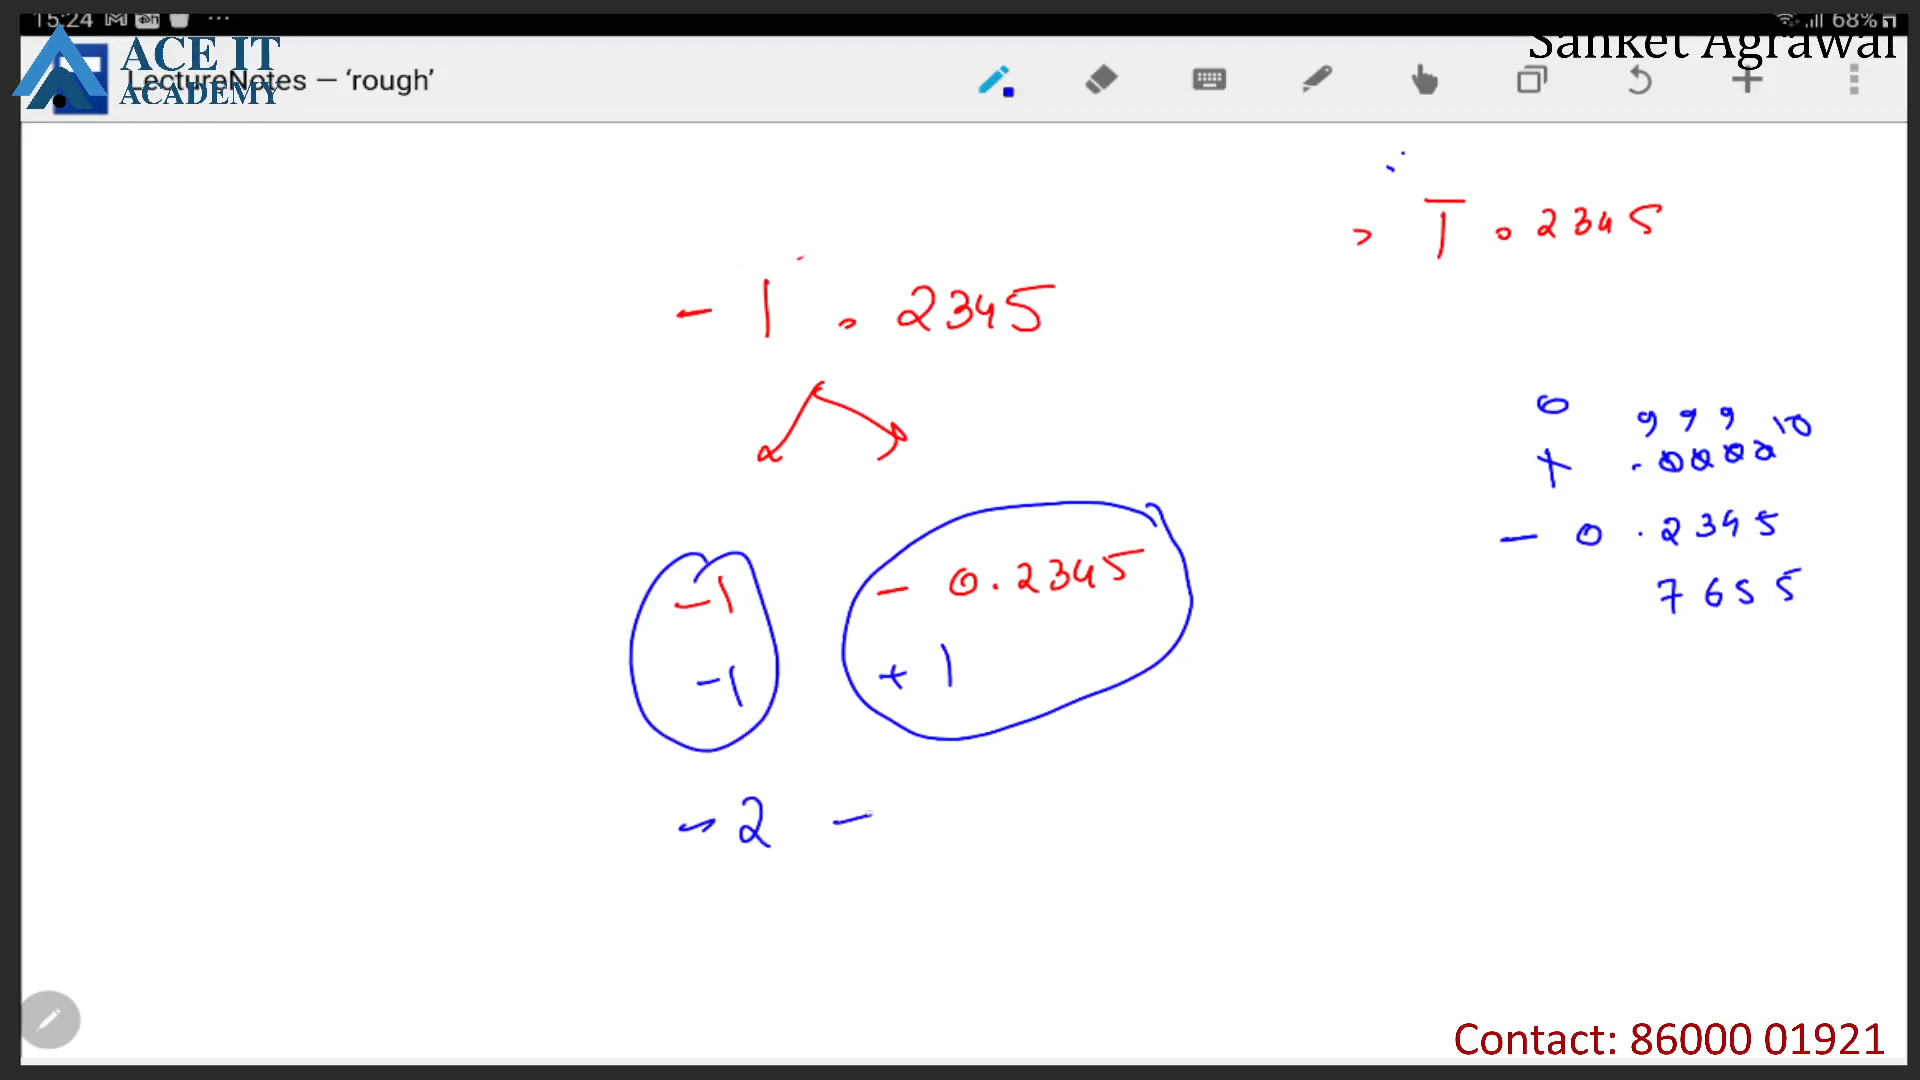 15:24 68%
Sanket Agrawal
ACE IT
ACADEMY
LectureNotes — ‘rough’
1̅ . 2345
- 1 . 2345
0 9 9 9 10
1 . 0 0 0 0
- 0 . 2345
7655
-1 - 0.2345
-1 + 1
- 2 -
Contact: 86000 01921